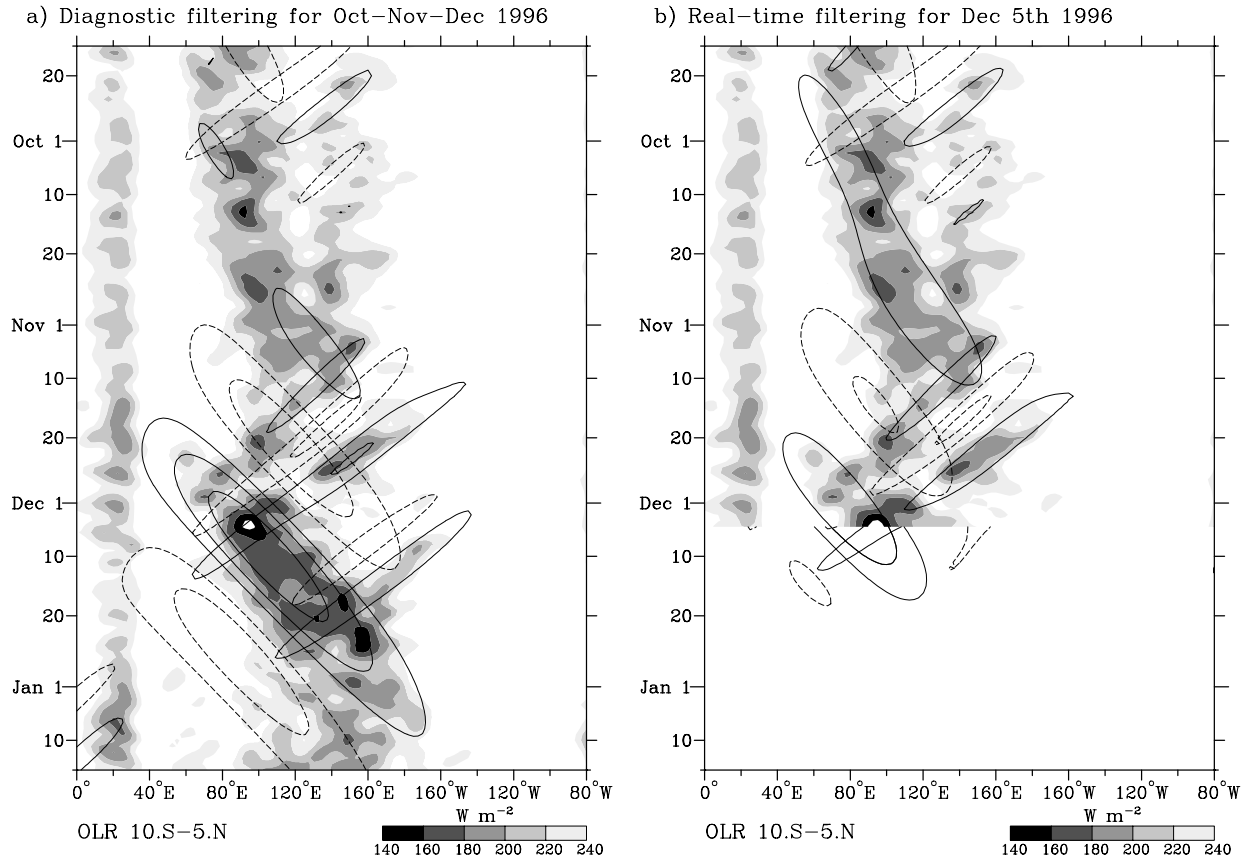 a) Diagnostic filtering for Oct-Nov-Dec 1996
20
Oct 1
10
20
Nov 1
10
20
Dec 1
10
20
Jan 1
10
0° 40°E 80°E 120°E 160°E 160°W 120°W 80°W
W m⁻²
OLR 10.S-5.N
140 160 180 200 220 240
b) Real-time filtering for Dec 5th 1996
20
Oct 1
10
20
Nov 1
10
20
Dec 1
10
20
Jan 1
10
0° 40°E 80°E 120°E 160°E 160°W 120°W 80°W
W m⁻²
OLR 10.S-5.N
140 160 180 200 220 240